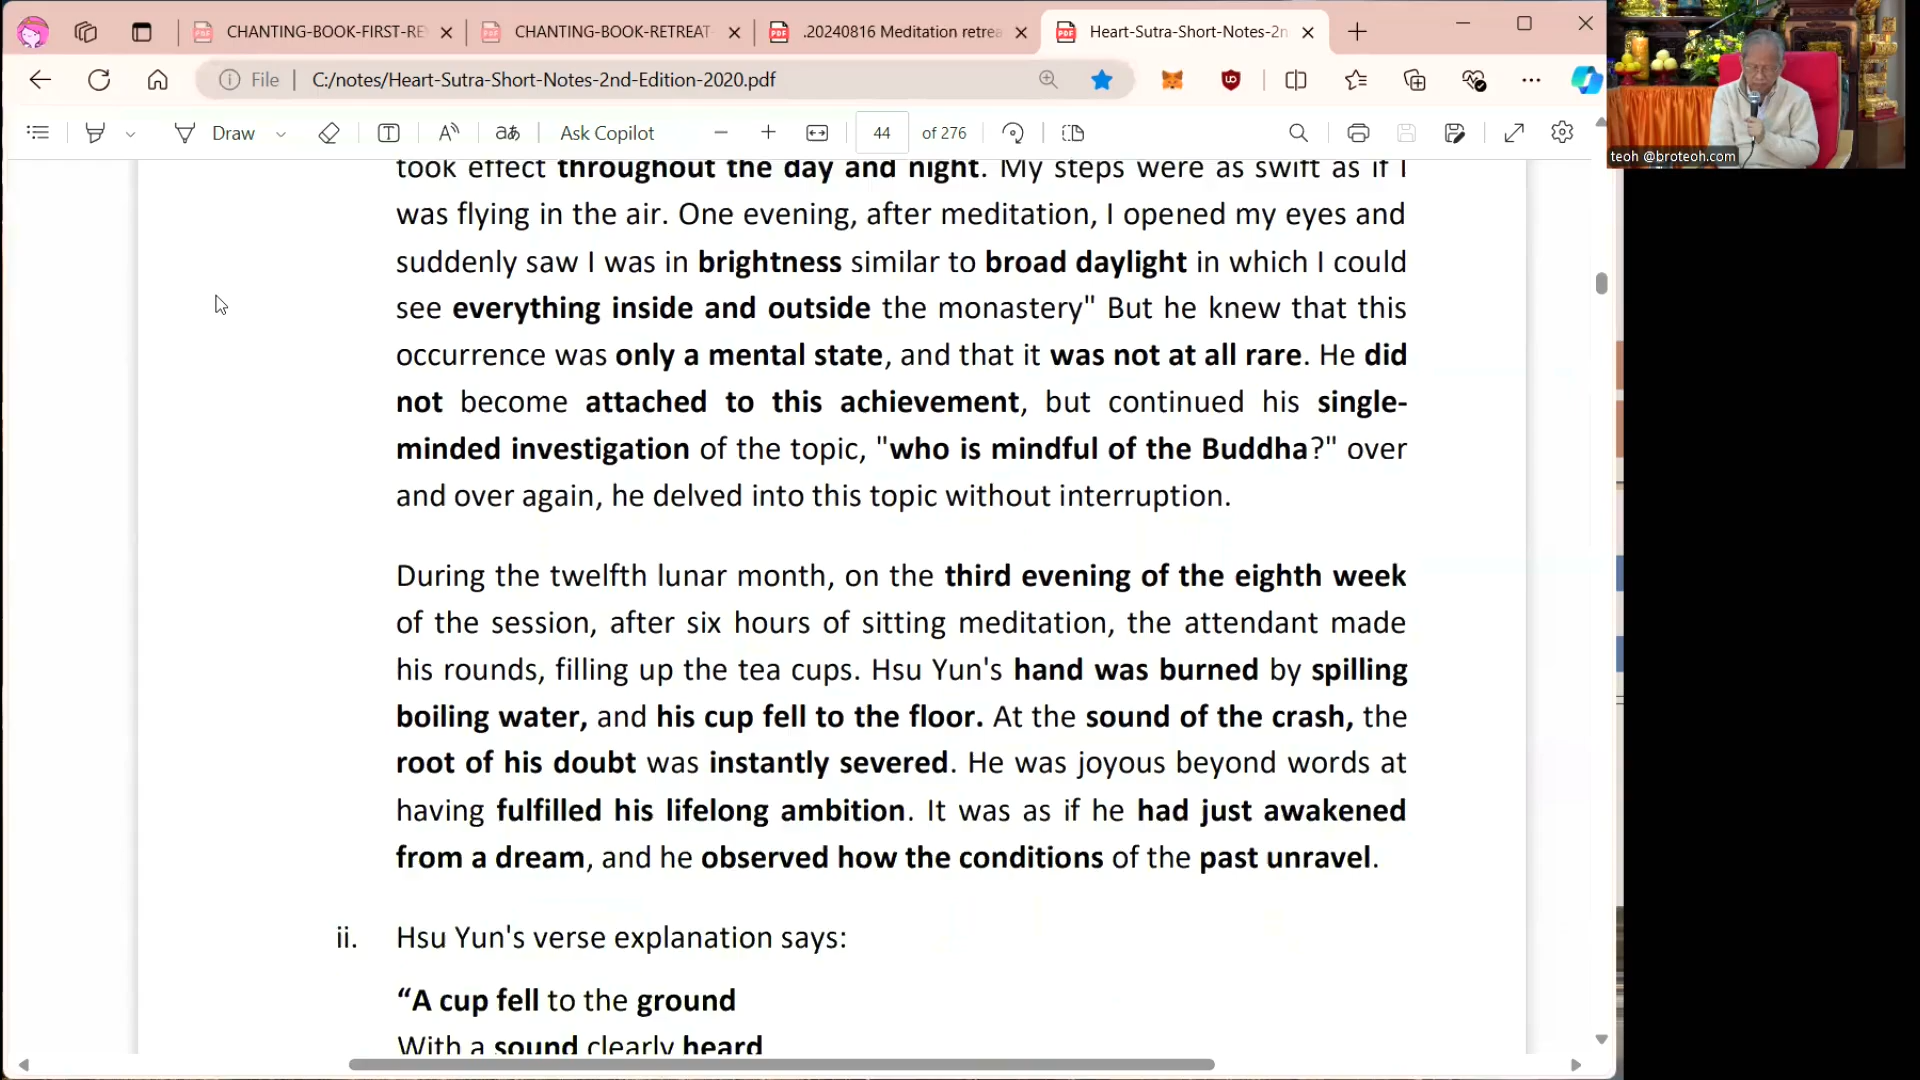 CHANTING-BOOK-FIRST-RE
CHANTING-BOOK-RETREAT-
.20240816 Meditation retrea
Heart-Sutra-Short-Notes-2n
File
C:/notes/Heart-Sutra-Short-Notes-2nd-Edition-2020.pdf
Draw
Ask Copilot
44
of 276
teoh @broteoh.com
took effect throughout the day and night. My steps were as swift as if I
was flying in the air. One evening, after meditation, I opened my eyes and
suddenly saw I was in brightness similar to broad daylight in which I could
see everything inside and outside the monastery" But he knew that this
occurrence was only a mental state, and that it was not at all rare. He did
not become attached to this achievement, but continued his single-
minded investigation of the topic, "who is mindful of the Buddha?" over
and over again, he delved into this topic without interruption.
During the twelfth lunar month, on the third evening of the eighth week
of the session, after six hours of sitting meditation, the attendant made
his rounds, filling up the tea cups. Hsu Yun's hand was burned by spilling
boiling water, and his cup fell to the floor. At the sound of the crash, the
root of his doubt was instantly severed. He was joyous beyond words at
having fulfilled his lifelong ambition. It was as if he had just awakened
from a dream, and he observed how the conditions of the past unravel.
ii. Hsu Yun's verse explanation says:
“A cup fell to the ground
With a sound clearly heard